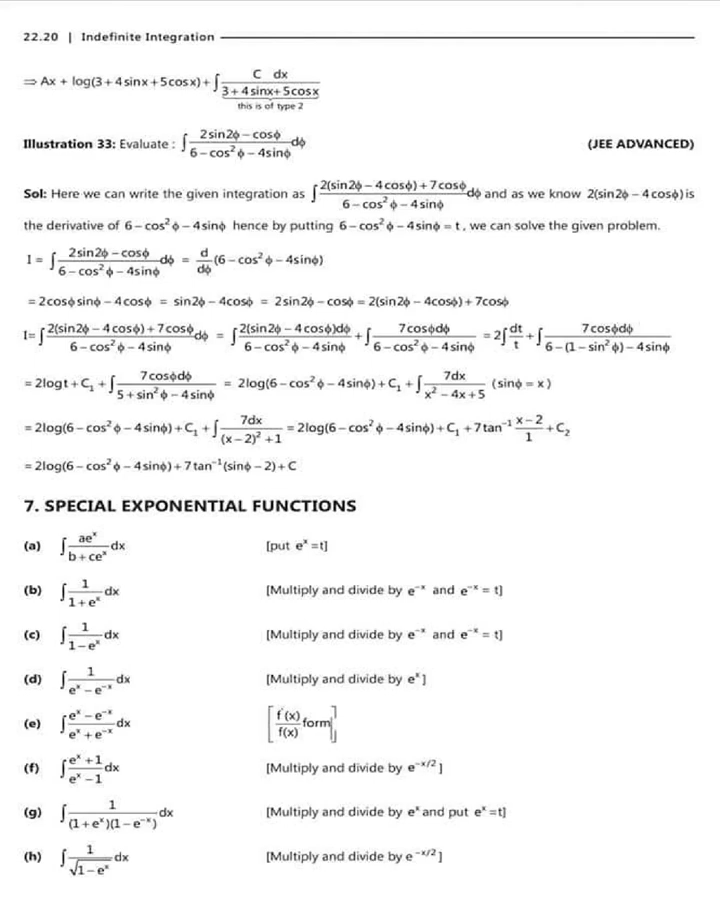 22.20 | Indefinite Integration
⇒ Ax + log(3 + 4 sinx + 5 cosx) + ∫ C dx / (3 + 4 sinx + 5 cosx)
this is of type 2
Illustration 33: Evaluate : ∫ (2sin2ϕ − cosϕ)/(6 − cos²ϕ − 4sinϕ) dϕ (JEE ADVANCED)
Sol: Here we can write the given integration as ∫ (2(sin2ϕ − 4cosϕ) + 7cosϕ)/(6 − cos²ϕ − 4sinϕ) dϕ and as we know 2(sin2ϕ − 4cosϕ) is
the derivative of 6 − cos²ϕ − 4sinϕ hence by putting 6 − cos²ϕ − 4sinϕ = t, we can solve the given problem.
I = ∫ (2sin2ϕ − cosϕ)/(6 − cos²ϕ − 4sinϕ) dϕ = d/dϕ (6 − cos²ϕ − 4sinϕ)
= 2cosϕ sinϕ − 4cosϕ = sin2ϕ − 4cosϕ = 2sin2ϕ − cosϕ = 2(sin2ϕ − 4cosϕ) + 7cosϕ
I= ∫ (2(sin2ϕ − 4cosϕ) + 7cosϕ)/(6 − cos²ϕ − 4sinϕ) dϕ = ∫ 2(sin2ϕ − 4cosϕ)dϕ/(6 − cos²ϕ − 4sinϕ) + ∫ 7cosϕdϕ/(6 − cos²ϕ − 4sinϕ) = 2∫ dt/t + ∫ 7cosϕdϕ/(6 − (1 − sin²ϕ) − 4sinϕ)
= 2logt + C₁ + ∫ 7cosϕdϕ/(5 + sin²ϕ − 4sinϕ) = 2log(6 − cos²ϕ − 4sinϕ) + C₁ + ∫ 7dx/(x² − 4x + 5) (sinϕ = x)
= 2log(6 − cos²ϕ − 4sinϕ) + C₁ + ∫ 7dx/((x − 2)² + 1) = 2log(6 − cos²ϕ − 4sinϕ) + C₁ + 7tan⁻¹ (x − 2)/1 + C₂
= 2log(6 − cos²ϕ − 4sinϕ) + 7tan⁻¹(sinϕ − 2) + C
7. SPECIAL EXPONENTIAL FUNCTIONS
(a) ∫ aeˣ/(b + ceˣ) dx [put eˣ =t]
(b) ∫ 1/(1 + eˣ) dx [Multiply and divide by e⁻ˣ and e⁻ˣ = t]
(c) ∫ 1/(1 − eˣ) dx [Multiply and divide by e⁻ˣ and e⁻ˣ = t]
(d) ∫ 1/(eˣ − e⁻ˣ) dx [Multiply and divide by eˣ]
(e) ∫ (eˣ − e⁻ˣ)/(eˣ + e⁻ˣ) dx [f'(x)/f(x) form]
(f) ∫ (eˣ + 1)/(eˣ − 1) dx [Multiply and divide by e^(−x/2)]
(g) ∫ 1/((1 + eˣ)(1 − e⁻ˣ)) dx [Multiply and divide by eˣ and put eˣ =t]
(h) ∫ 1/√(1 − eˣ) dx [Multiply and divide by e^(−x/2)]